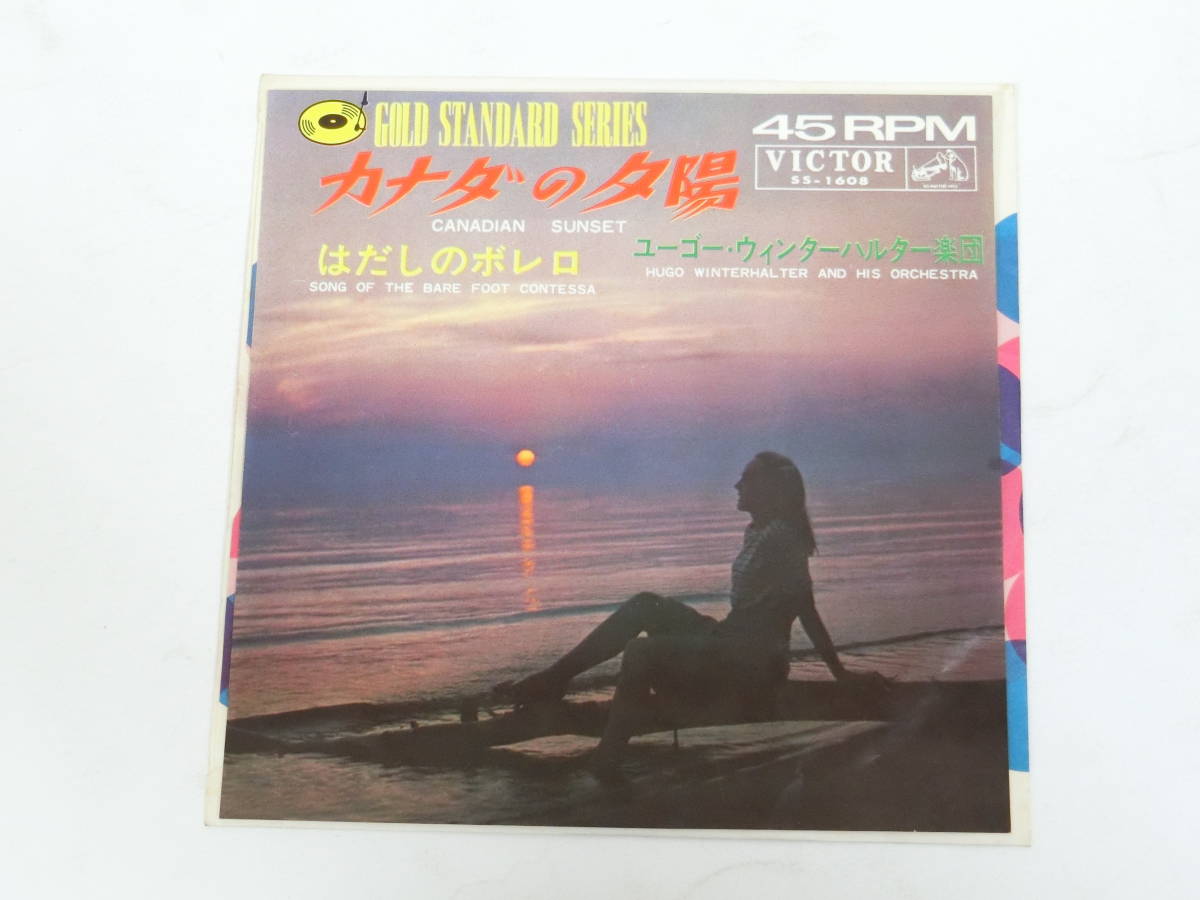 GOLD STANDARD SERIES
45 RPM
VICTOR
SS-1608
カナダの夕陽
CANADIAN SUNSET
はだしのボレロ
SONG OF THE BARE FOOT CONTESSA
ユーゴー・ウィンターハルター楽団
HUGO WINTERHALTER AND HIS ORCHESTRA